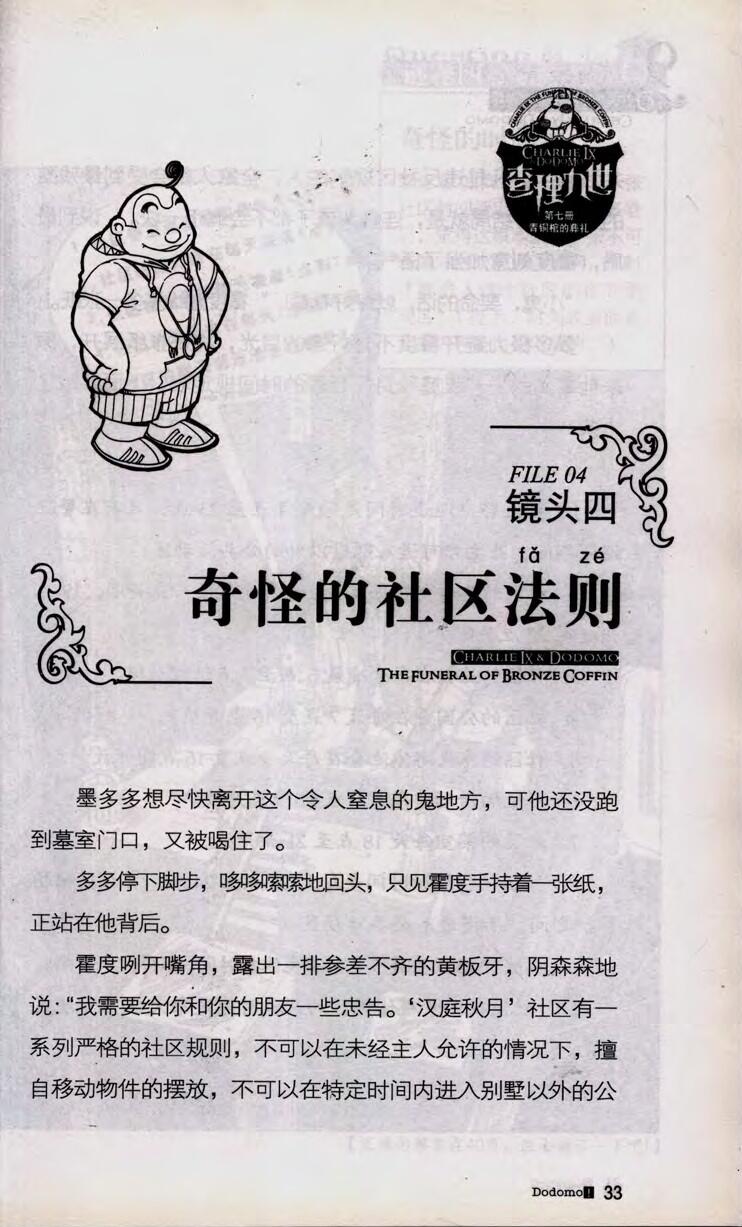 CHARLIE IX THE FUNERAL OF BRONZE COFFIN
CHARLIE IX
& DODOMO
查理九世
第七册
青铜棺的葬礼
FILE 04
镜头四
fǎ zé
奇怪的社区法则
CHARLIE IX & DODOMO
THE FUNERAL OF BRONZE COFFIN
墨多多想尽快离开这个令人窒息的鬼地方，可他还没跑
到墓室门口，又被喝住了。
多多停下脚步，哆哆嗦嗦地回头，只见霍度手持着一张纸，
正站在他背后。
霍度咧开嘴角，露出一排参差不齐的黄板牙，阴森森地
说：“我需要给你和你的朋友一些忠告。‘汉庭秋月’社区有一
系列严格的社区规则，不可以在未经主人允许的情况下，擅
自移动物件的摆放，不可以在特定时间内进入别墅以外的公
Dodomo! 33